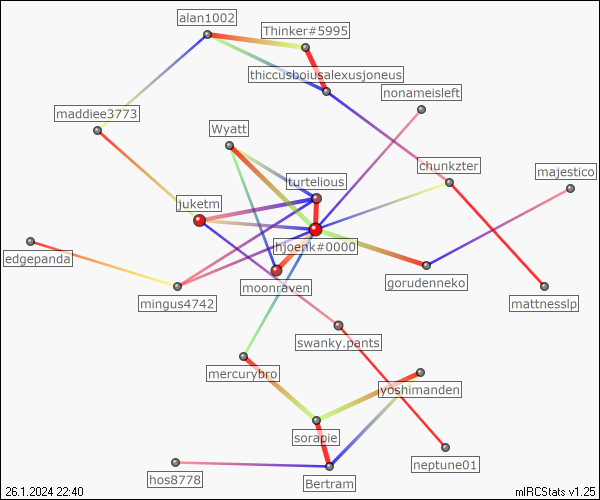 alan1002
Thinker#5995
thiccusboiusalexusjoneus
nonameisleft
maddiee3773
Wyatt
chunkzter
majestico
turtelious
juketm
hjoenk#0000
edgepanda
moonraven
gorudenneko
mingus4742
mattnesslp
swanky.pants
mercurybro
yoshimanden
sorapie
neptune01
hos8778
Bertram
26.1.2024 22:40
mIRCStats v1.25